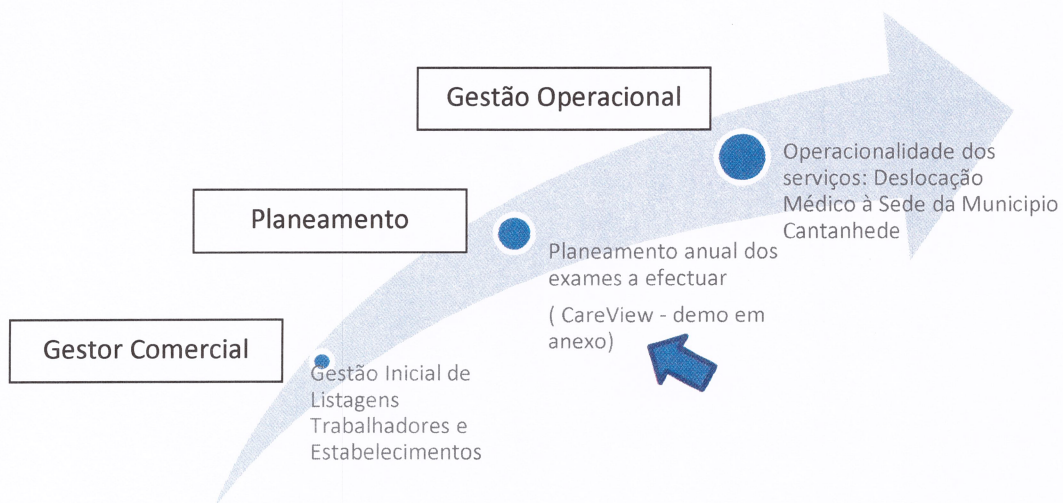 Gestão Operacional
Operacionalidade dos
serviços: Deslocação
Médico à Sede da Municipio
Cantanhede
Planeamento
Planeamento anual dos
exames a efectuar
( CareView - demo em
anexo)
Gestor Comercial
Gestão Inicial de
Listagens
Trabalhadores e
Estabelecimentos